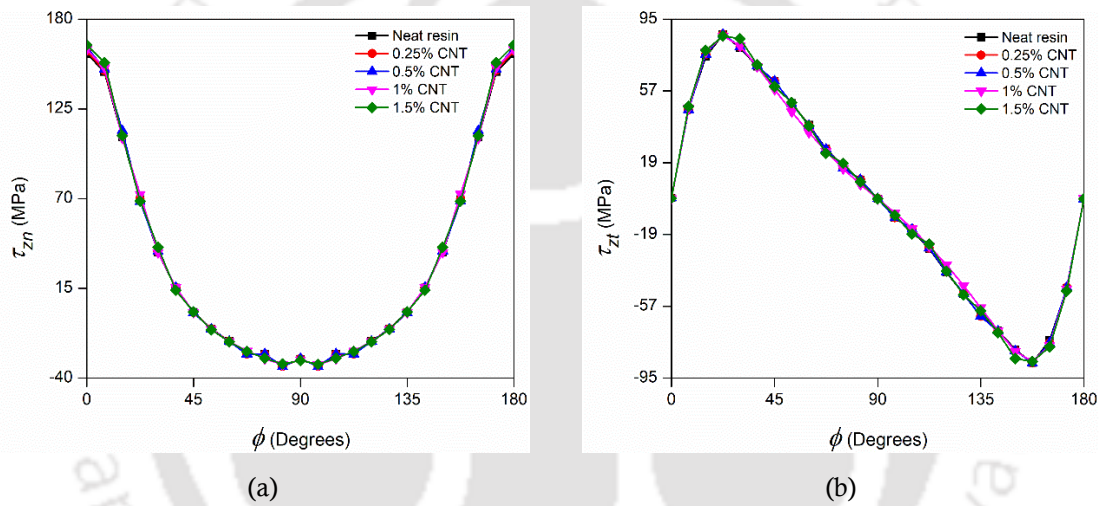 180
125
70
15
-40
0
45
90
135
180
τzn (MPa)
ϕ (Degrees)
Neat resin
0.25% CNT
0.5% CNT
1% CNT
1.5% CNT
(a)
95
57
19
-19
-57
-95
0
45
90
135
180
τzt (MPa)
ϕ (Degrees)
Neat resin
0.25% CNT
0.5% CNT
1% CNT
1.5% CNT
(b)